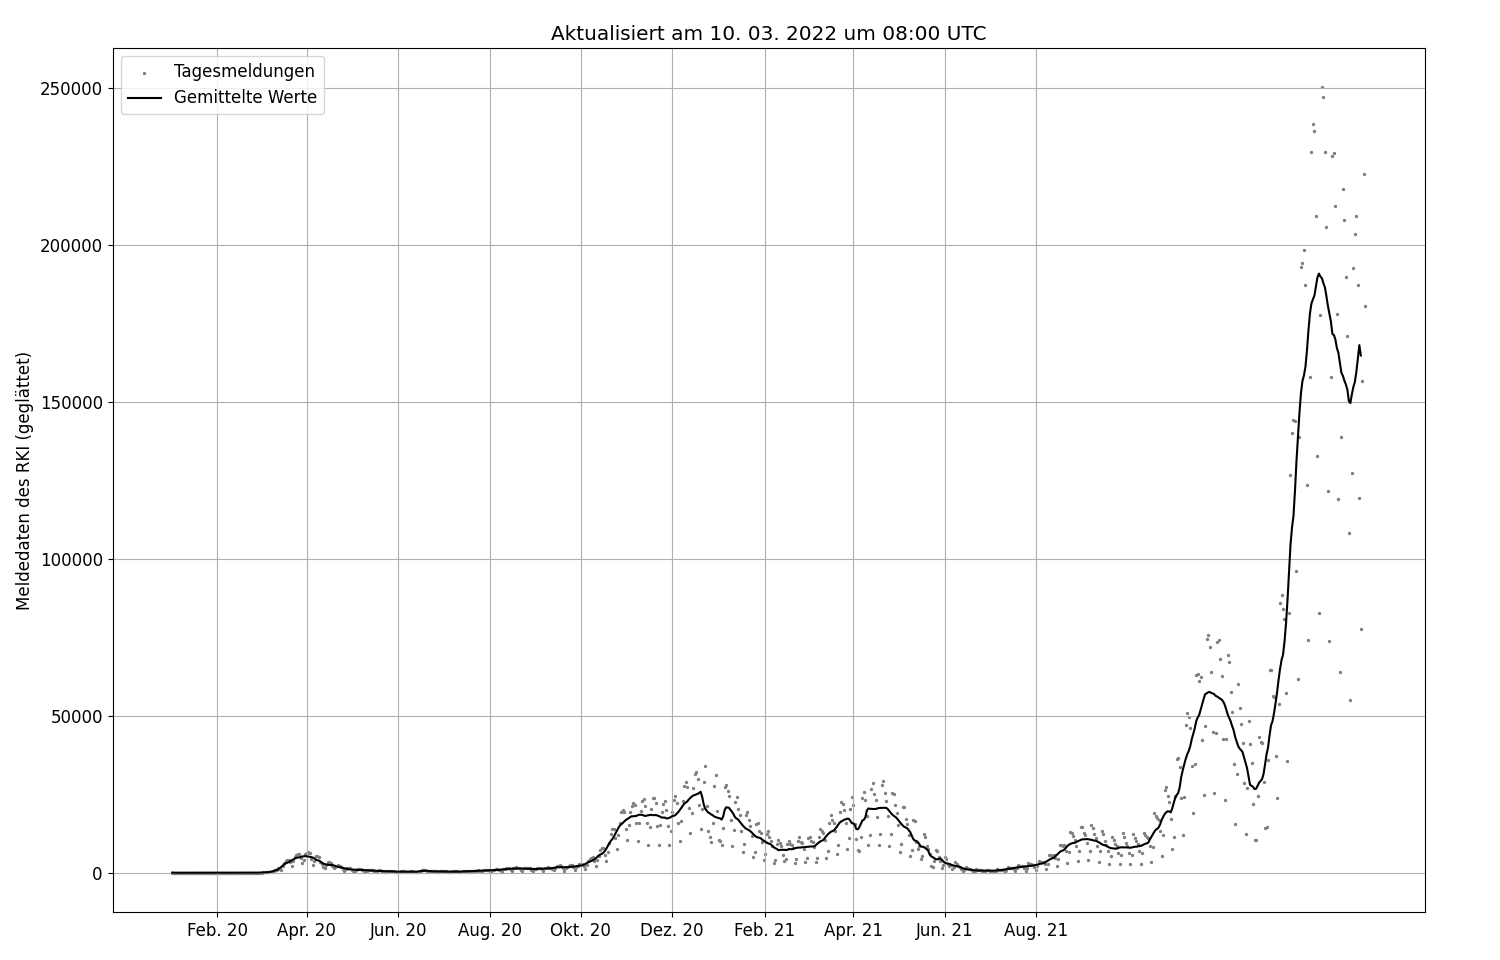 Aktualisiert am 10. 03. 2022 um 08:00 UTC
Tagesmeldungen
Gemittelte Werte
Meldedaten des RKI (geglättet)
250000
200000
150000
100000
50000
0
Feb. 20 Apr. 20 Jun. 20 Aug. 20 Okt. 20 Dez. 20 Feb. 21 Apr. 21 Jun. 21 Aug. 21